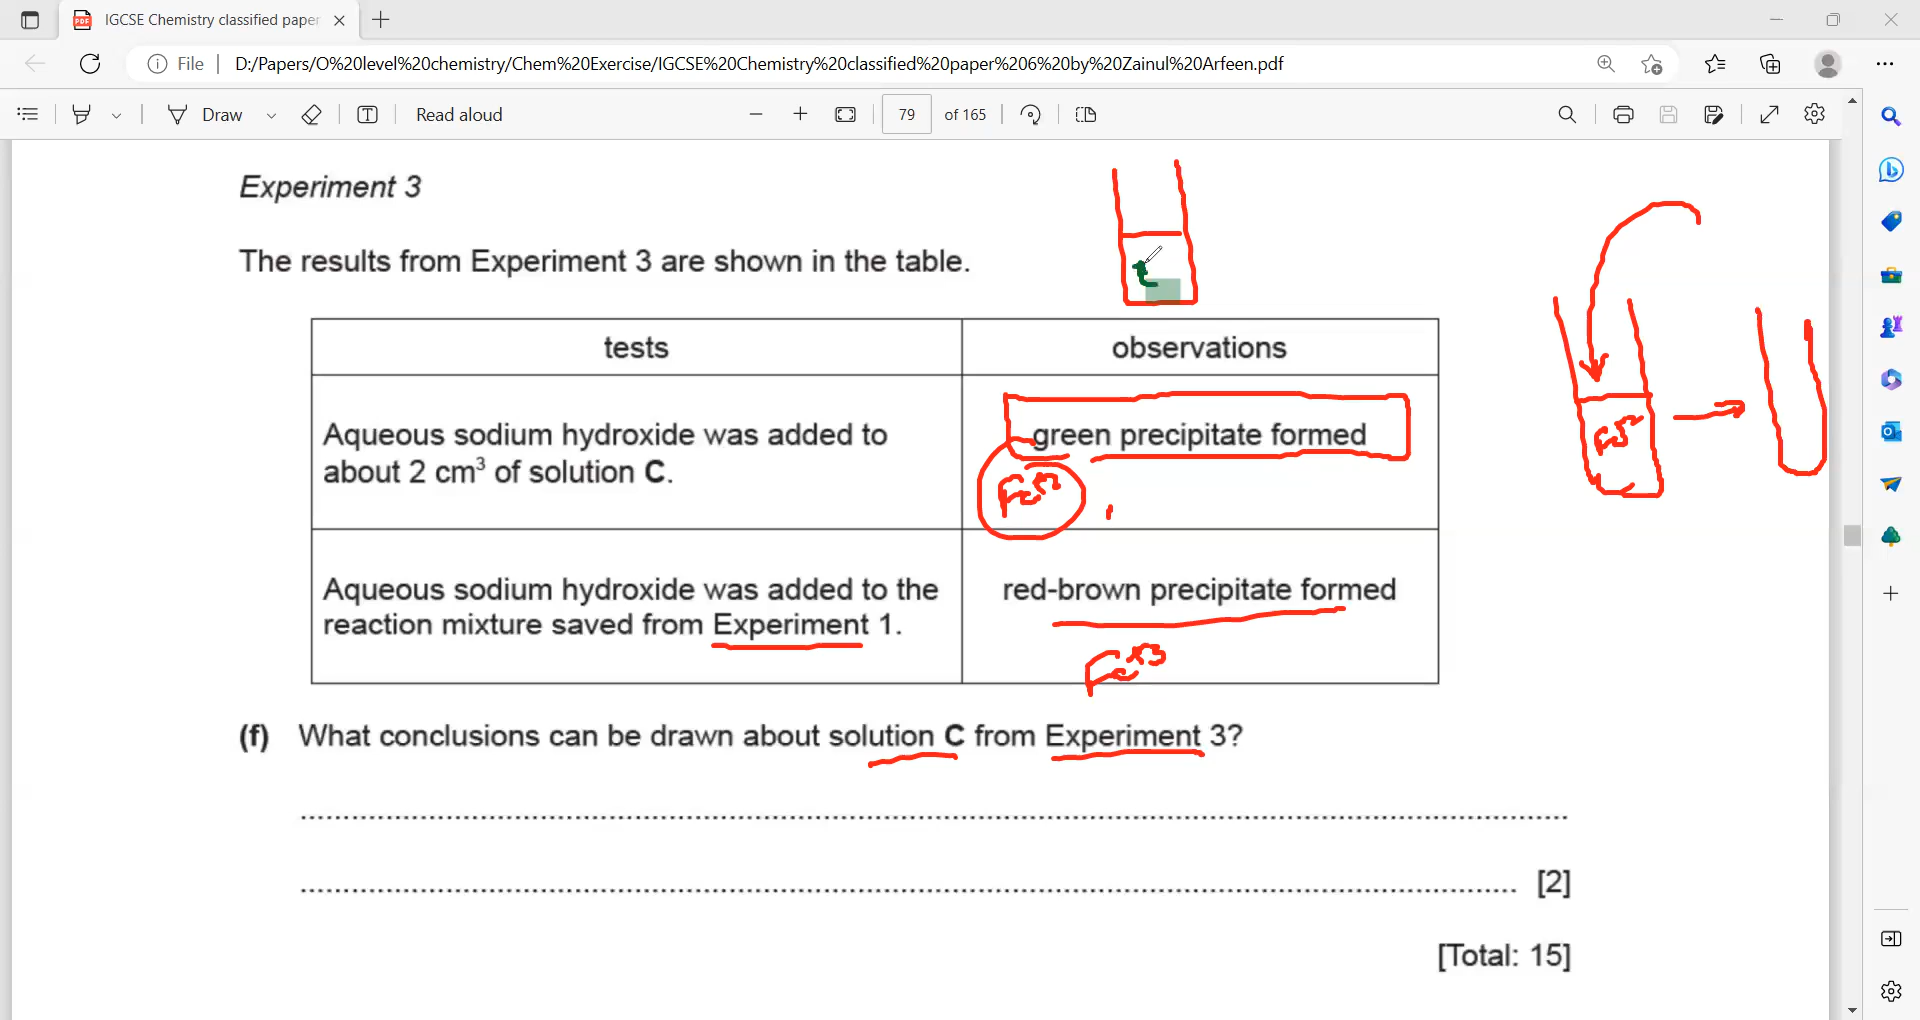 IGCSE Chemistry classified paper
File
D:/Papers/O%20level%20chemistry/Chem%20Exercise/IGCSE%20Chemistry%20classified%20paper%206%20by%20Zainul%20Arfeen.pdf
Draw
Read aloud
79 of 165
Experiment 3
The results from Experiment 3 are shown in the table.
tests
observations
Aqueous sodium hydroxide was added to
about 2 cm³ of solution C.
green precipitate formed
Aqueous sodium hydroxide was added to the
reaction mixture saved from Experiment 1.
red-brown precipitate formed
Fe+3
(f) What conclusions can be drawn about solution C from Experiment 3?
[2]
[Total: 15]